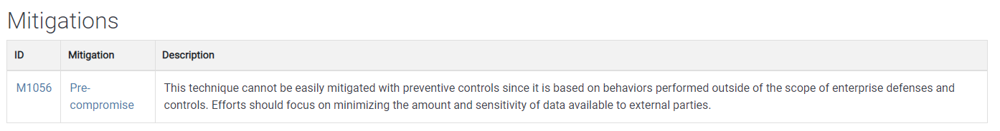 Mitigations
ID Mitigation Description
M1056 Pre- This technique cannot be easily mitigated with preventive controls since it is based on behaviors performed outside of the scope of enterprise defenses and
compromise controls. Efforts should focus on minimizing the amount and sensitivity of data available to external parties.